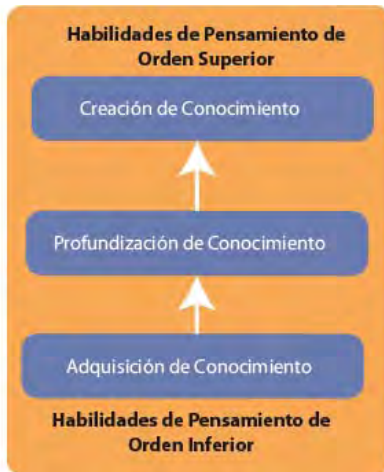 Habilidades de Pensamiento de
Orden Superior
Creación de Conocimiento
Profundización de Conocimiento
Adquisición de Conocimiento
Habilidades de Pensamiento de
Orden Inferior